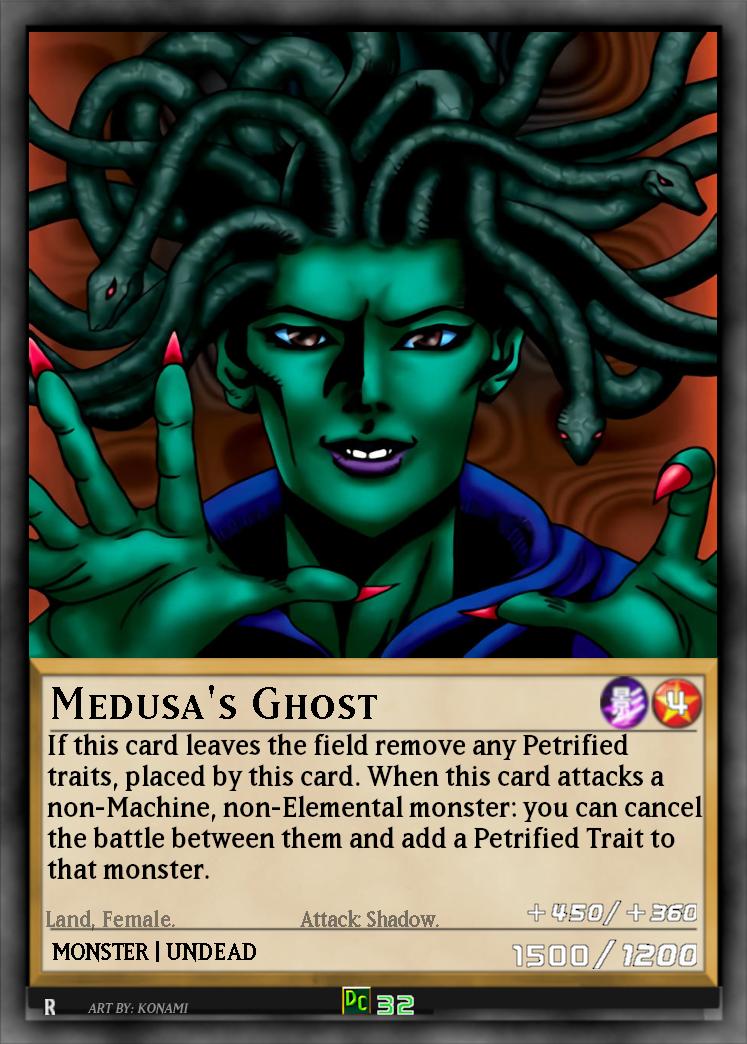 MEDUSA'S GHOST 影 4
If this card leaves the field remove any Petrified
traits, placed by this card. When this card attacks a
non-Machine, non-Elemental monster: you can cancel
the battle between them and add a Petrified Trait to
that monster.
Land, Female. Attack: Shadow. +450/+360
MONSTER | UNDEAD 1500/1200
R ART BY: KONAMI DC 32